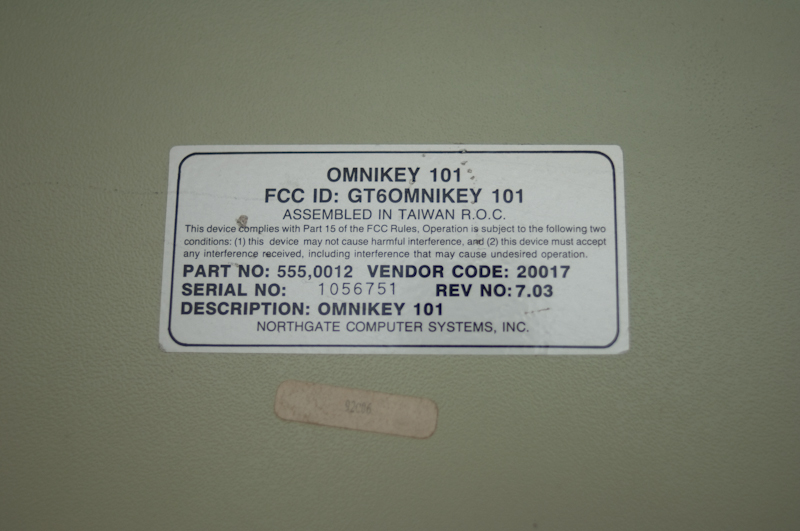 OMNIKEY 101
FCC ID: GT6OMNIKEY 101
ASSEMBLED IN TAIWAN R.O.C.
This device complies with Part 15 of the FCC Rules, Operation is subject to the following two
conditions: (1) this device may not cause harmful interference, and (2) this device must accept
any interference received, including interference that may cause undesired operation.
PART NO: 555,0012 VENDOR CODE: 20017
SERIAL NO: 1056751 REV NO: 7.03
DESCRIPTION: OMNIKEY 101
NORTHGATE COMPUTER SYSTEMS, INC.